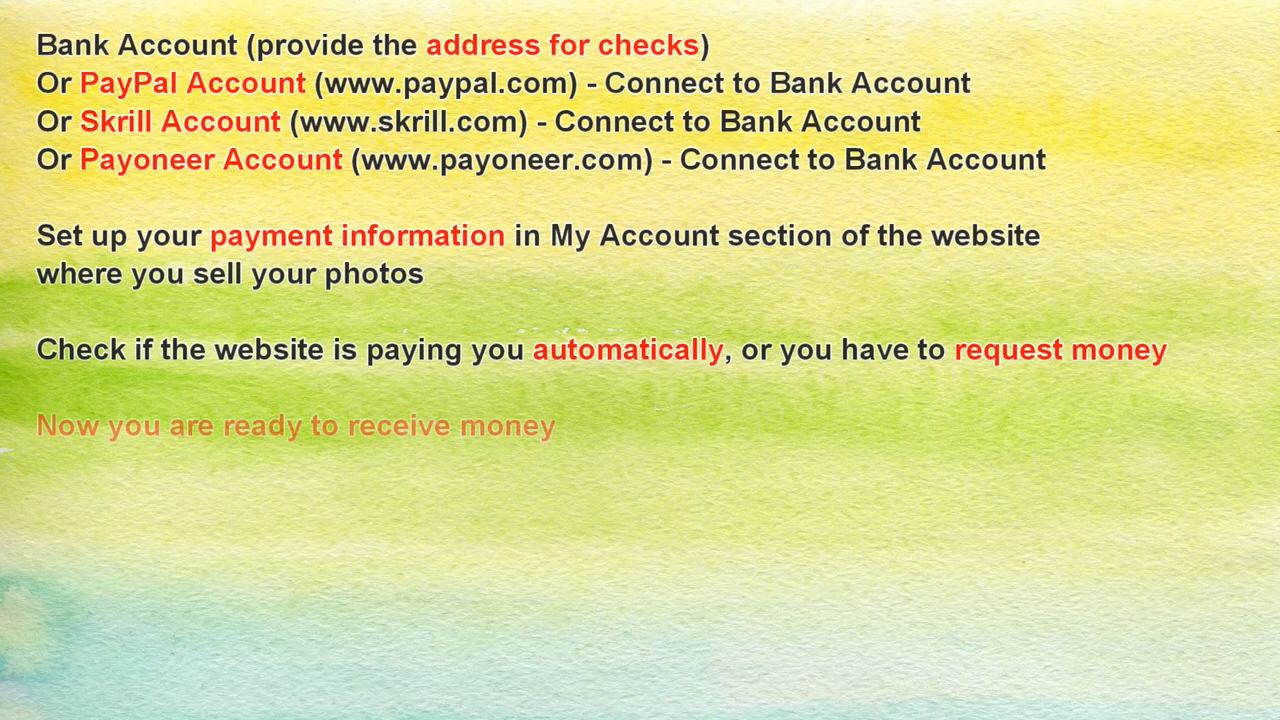 Bank Account (provide the address for checks)
Or PayPal Account (www.paypal.com) - Connect to Bank Account
Or Skrill Account (www.skrill.com) - Connect to Bank Account
Or Payoneer Account (www.payoneer.com) - Connect to Bank Account
Set up your payment information in My Account section of the website
where you sell your photos
Check if the website is paying you automatically, or you have to request money
Now you are ready to receive money